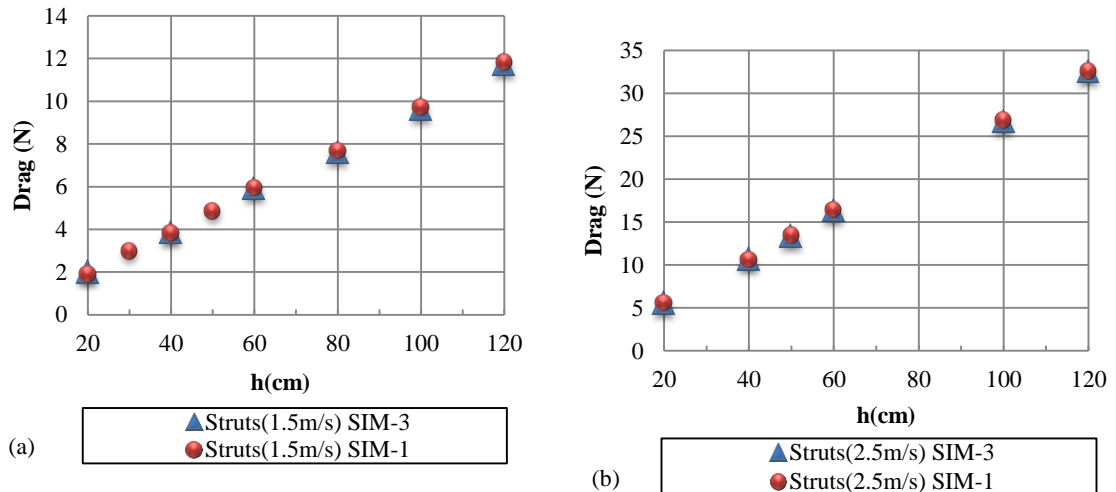 14
12
10
8
6
4
2
0
Drag (N)
20 40 60 80 100 120
h(cm)
Struts(1.5m/s) SIM-3
Struts(1.5m/s) SIM-1
(a)
35
30
25
20
15
10
5
0
Drag (N)
20 40 60 80 100 120
h(cm)
Struts(2.5m/s) SIM-3
Struts(2.5m/s) SIM-1
(b)